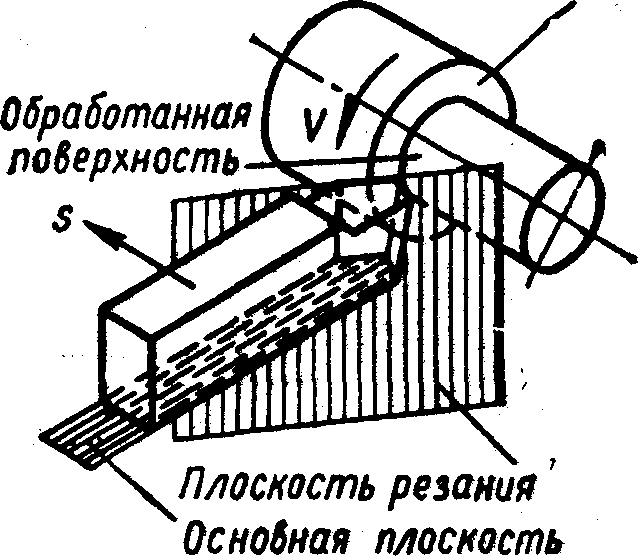 Обработанная
поверхность
V
S
Плоскость резания
Основная плоскость